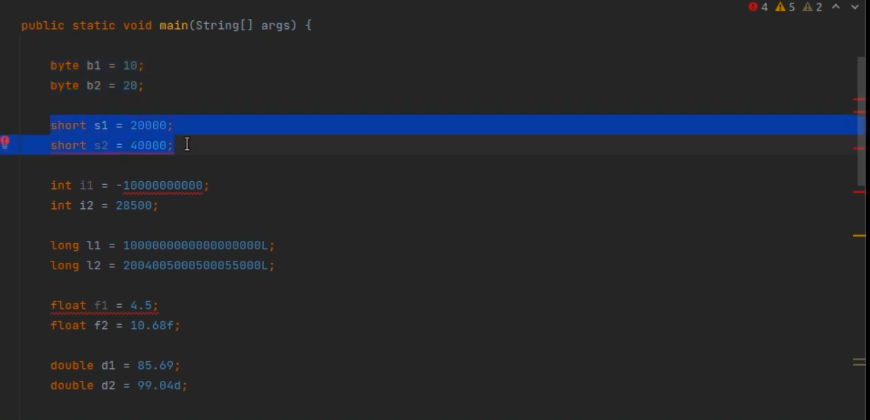 4 5 2
public static void main(String[] args) {
byte b1 = 10;
byte b2 = 20;
short s1 = 20000;
short s2 = 40000;
int i1 = -10000000000;
int i2 = 28500;
long l1 = 1000000000000000000L;
long l2 = 2004005000500055000L;
float f1 = 4.5;
float f2 = 10.68f;
double d1 = 85.69;
double d2 = 99.04d;